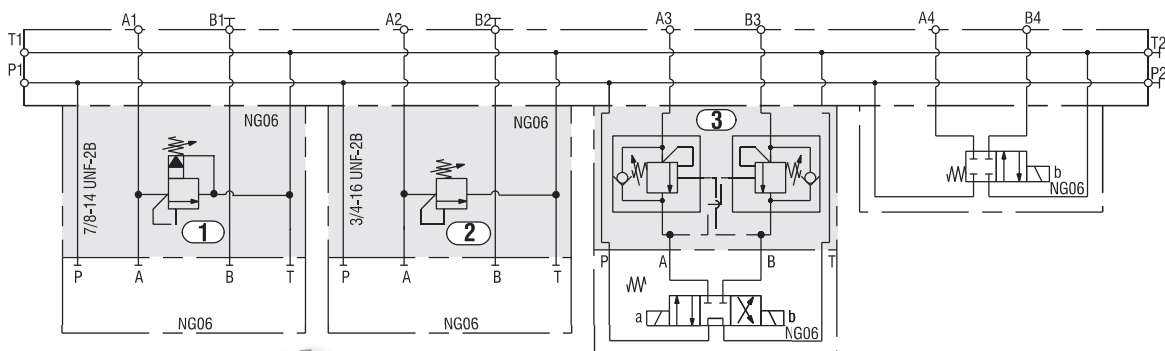 A1 B1 A2 B2 A3 B3 A4 B4
T1 T2
P1 P2
NG06 NG06 3
7/8-14 UNF-2B
3/4-16 UNF-2B
b
NG06
1 2
P A B T P A B T P A B T
a b
NG06 NG06 NG06